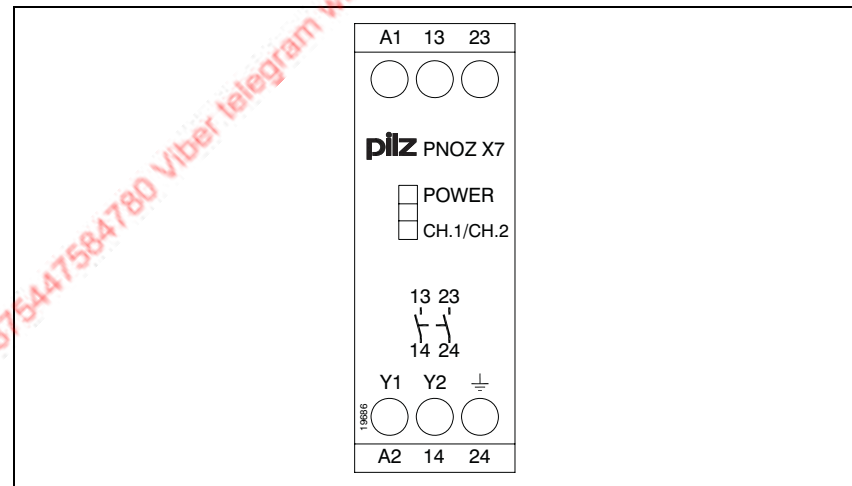 A1 13 23
pilz PNOZ X7
POWER
CH.1/CH.2
13 23
14 24
Y1 Y2
19686
A2 14 24
75447584780 Viber telegram